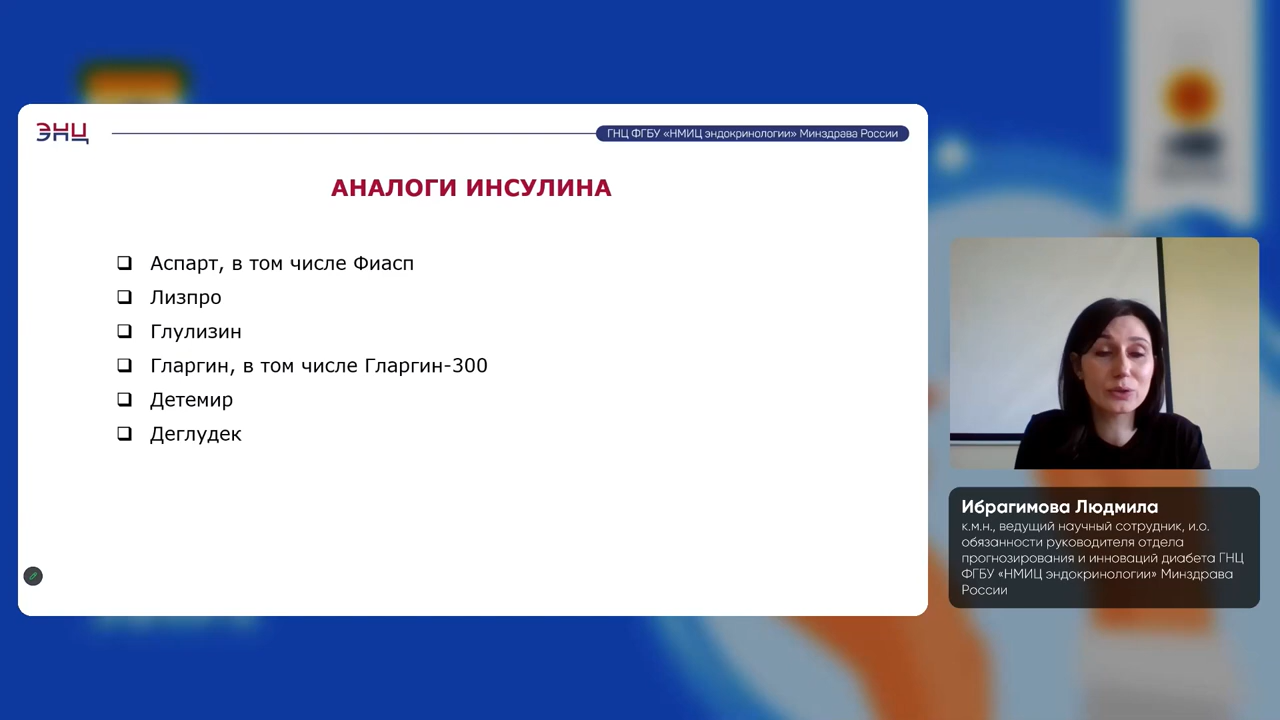 ЭНЦ
ГНЦ ФГБУ «НМИЦ эндокринологии» Минздрава России
АНАЛОГИ ИНСУЛИНА
Аспарт, в том числе Фиасп
Лизпро
Глулизин
Гларгин, в том числе Гларгин-300
Детемир
Деглудек
Ибрагимова Людмила
к.м.н., ведущий научный сотрудник, и.о.
обязанности руководителя отдела
прогнозирования и инноваций диабета ГНЦ
ФГБУ «НМИЦ эндокринологии» Минздрава
России